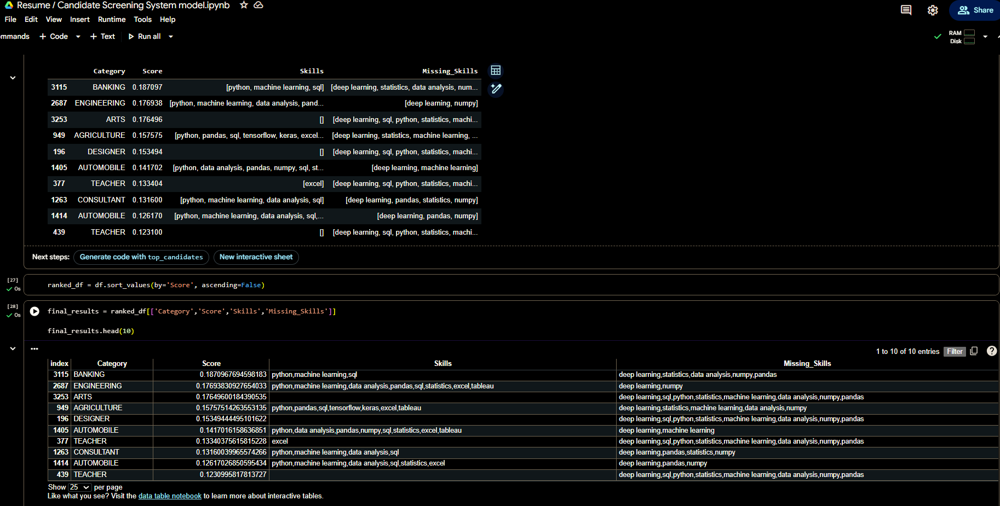 Resume / Candidate Screening System model.ipynb
File Edit View Insert Runtime Tools Help
Share
mmands + Code + Text Run all
RAM
Disk
Category Score Skills Missing_Skills
3115 BANKING 0.187097 [python, machine learning, sql] [deep learning, statistics, data analysis, num...
2687 ENGINEERING 0.176938 [python, machine learning, data analysis, pand... [deep learning, numpy]
3253 ARTS 0.176496 [] [deep learning, sql, python, statistics, machi...
949 AGRICULTURE 0.157575 [python, pandas, sql, tensorflow, keras, excel... [deep learning, statistics, machine learning, ...
196 DESIGNER 0.153494 [] [deep learning, sql, python, statistics, machi...
1405 AUTOMOBILE 0.141702 [python, data analysis, pandas, numpy, sql, st... [deep learning, machine learning]
377 TEACHER 0.133404 [excel] [deep learning, sql, python, statistics, machi...
1263 CONSULTANT 0.131600 [python, machine learning, data analysis, sql] [deep learning, pandas, statistics, numpy]
1414 AUTOMOBILE 0.126170 [python, machine learning, data analysis, sql,... [deep learning, pandas, numpy]
439 TEACHER 0.123100 [] [deep learning, sql, python, statistics, machi...
Next steps: Generate code with top_candidates New interactive sheet
[27]
0s
ranked_df = df.sort_values(by='Score', ascending=False)
[28]
0s
final_results = ranked_df[['Category','Score','Skills','Missing_Skills']]
final_results.head(10)
1 to 10 of 10 entries Filter
index Category Score Skills Missing_Skills
3115 BANKING 0.1870967694598183 python,machine learning,sql deep learning,statistics,data analysis,numpy,pandas
2687 ENGINEERING 0.17693830927654033 python,machine learning,data analysis,pandas,sql,statistics,excel,tableau deep learning,numpy
3253 ARTS 0.17649600184390535 deep learning,sql,python,statistics,machine learning,data analysis,numpy,pandas
949 AGRICULTURE 0.15757514263553135 python,pandas,sql,tensorflow,keras,excel,tableau deep learning,statistics,machine learning,data analysis,numpy
196 DESIGNER 0.15349444495101622 deep learning,sql,python,statistics,machine learning,data analysis,numpy,pandas
1405 AUTOMOBILE 0.1417016158636851 python,data analysis,pandas,numpy,sql,statistics,excel,tableau deep learning,machine learning
377 TEACHER 0.13340375615815228 excel deep learning,sql,python,statistics,machine learning,data analysis,numpy,pandas
1263 CONSULTANT 0.13160039965574266 python,machine learning,data analysis,sql deep learning,pandas,statistics,numpy
1414 AUTOMOBILE 0.12617026850595434 python,machine learning,data analysis,sql,statistics,excel deep learning,pandas,numpy
439 TEACHER 0.1230995817813727 deep learning,sql,python,statistics,machine learning,data analysis,numpy,pandas
Show 25 per page
Like what you see? Visit the data table notebook to learn more about interactive tables.